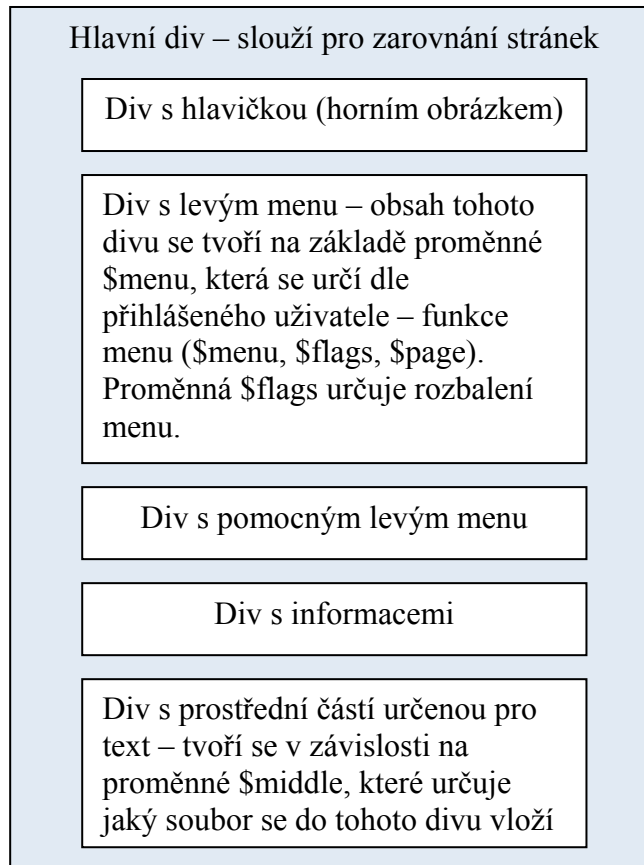 Hlavní div – slouží pro zarovnání stránek
Div s hlavičkou (horním obrázkem)
Div s levým menu – obsah tohoto
divu se tvoří na základě proměnné
$menu, která se určí dle
přihlášeného uživatele – funkce
menu ($menu, $flags, $page).
Proměnná $flags určuje rozbalení
menu.
Div s pomocným levým menu
Div s informacemi
Div s prostřední částí určenou pro
text – tvoří se v závislosti na
proměnné $middle, které určuje
jaký soubor se do tohoto divu vloží